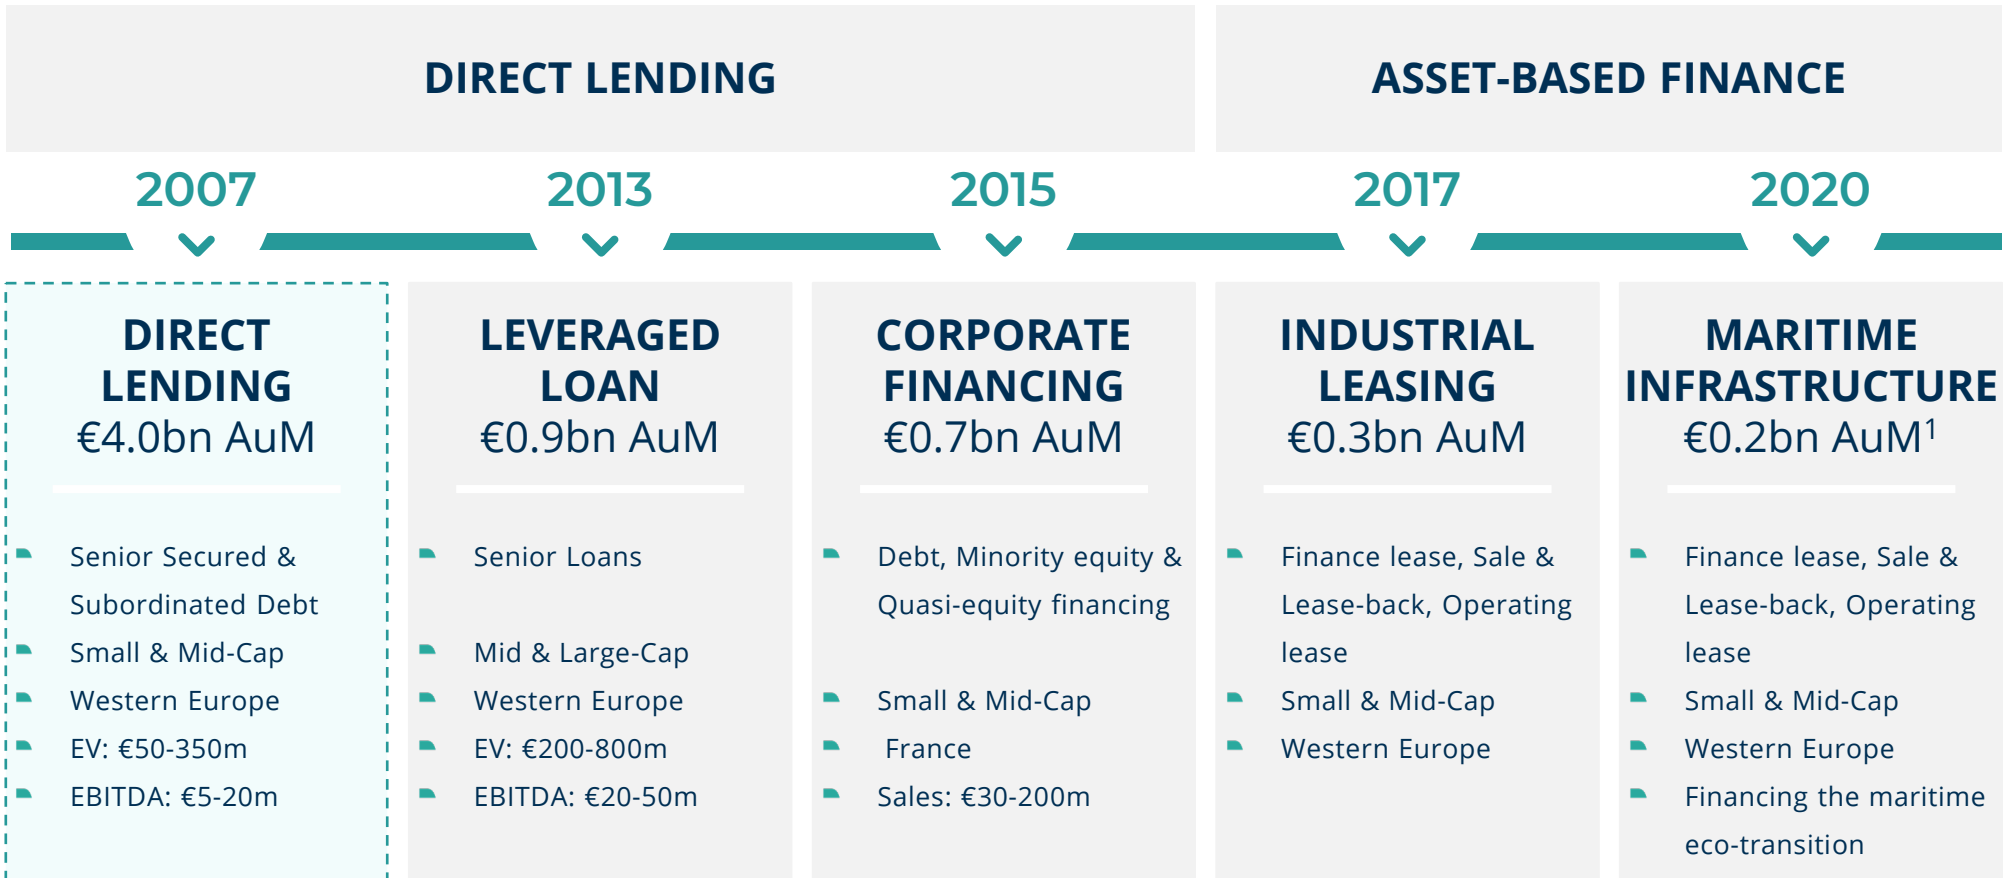 DIRECT LENDING
ASSET-BASED FINANCE
2007
2013
2015
2017
2020
DIRECT
LENDING
€4.0bn AuM
Senior Secured &
Subordinated Debt
Small & Mid-Cap
Western Europe
EV: €50-350m
EBITDA: €5-20m
LEVERAGED
LOAN
€0.9bn AuM
Senior Loans
Mid & Large-Cap
Western Europe
EV: €200-800m
EBITDA: €20-50m
CORPORATE
FINANCING
€0.7bn AuM
Debt, Minority equity &
Quasi-equity financing
Small & Mid-Cap
France
Sales: €30-200m
INDUSTRIAL
LEASING
€0.3bn AuM
Finance lease, Sale &
Lease-back, Operating
lease
Small & Mid-Cap
Western Europe
MARITIME
INFRASTRUCTURE
€0.2bn AuM¹
Finance lease, Sale &
Lease-back, Operating
lease
Small & Mid-Cap
Western Europe
Financing the maritime
eco-transition